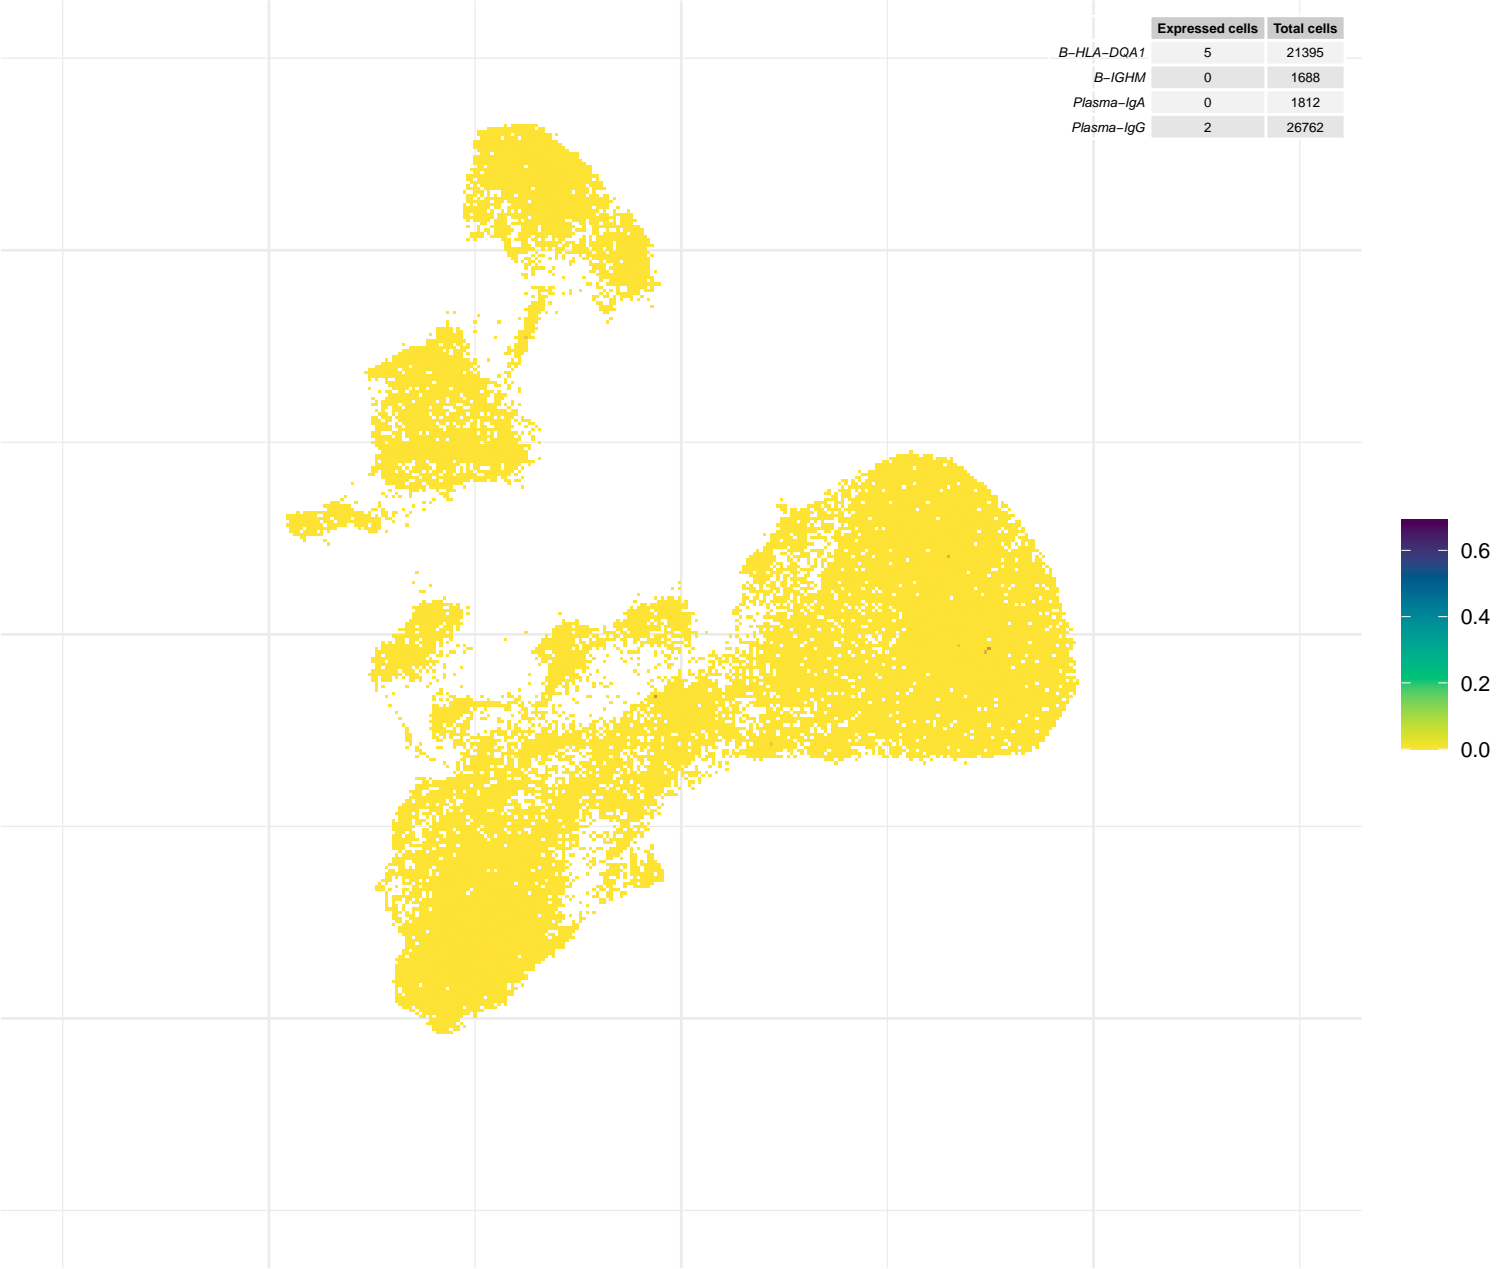 Expressed cells Total cells
B−HLA−DQA1 5 21395
B−IGHM 0 1688
Plasma−IgA 0 1812
Plasma−IgG 2 26762
0.6
0.4
0.2
0.0